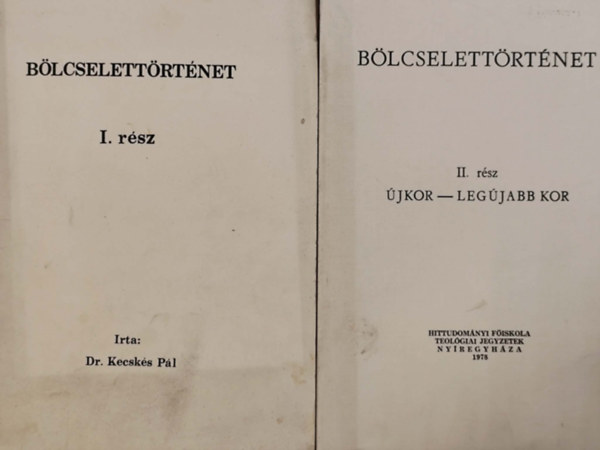 BÖLCSELETTÖRTÉNET
I. rész
Irta:
Dr. Kecskés Pál
BÖLCSELETTÖRTÉNET
II. rész
ÚJKOR — LEGÚJABB KOR
HITTUDOMÁNYI FŐISKOLA
TEOLÓGIAI JEGYZETEK
NYÍREGYHÁZA
1978